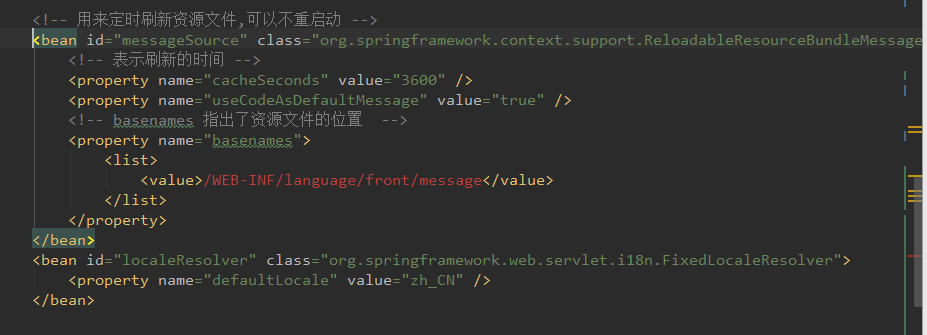 <!-- 用来定时刷新资源文件,可以不重启动 -->
<bean id="messageSource" class="org.springframework.context.support.ReloadableResourceBundleMessage
<!-- 表示刷新的时间 -->
<property name="cacheSeconds" value="3600" />
<property name="useCodeAsDefaultMessage" value="true" />
<!-- basenames 指出了资源文件的位置  -->
<property name="basenames">
<list>
<value>/WEB-INF/language/front/message</value>
</list>
</property>
</bean>
<bean id="localeResolver" class="org.springframework.web.servlet.i18n.FixedLocaleResolver">
<property name="defaultLocale" value="zh_CN" />
</bean>